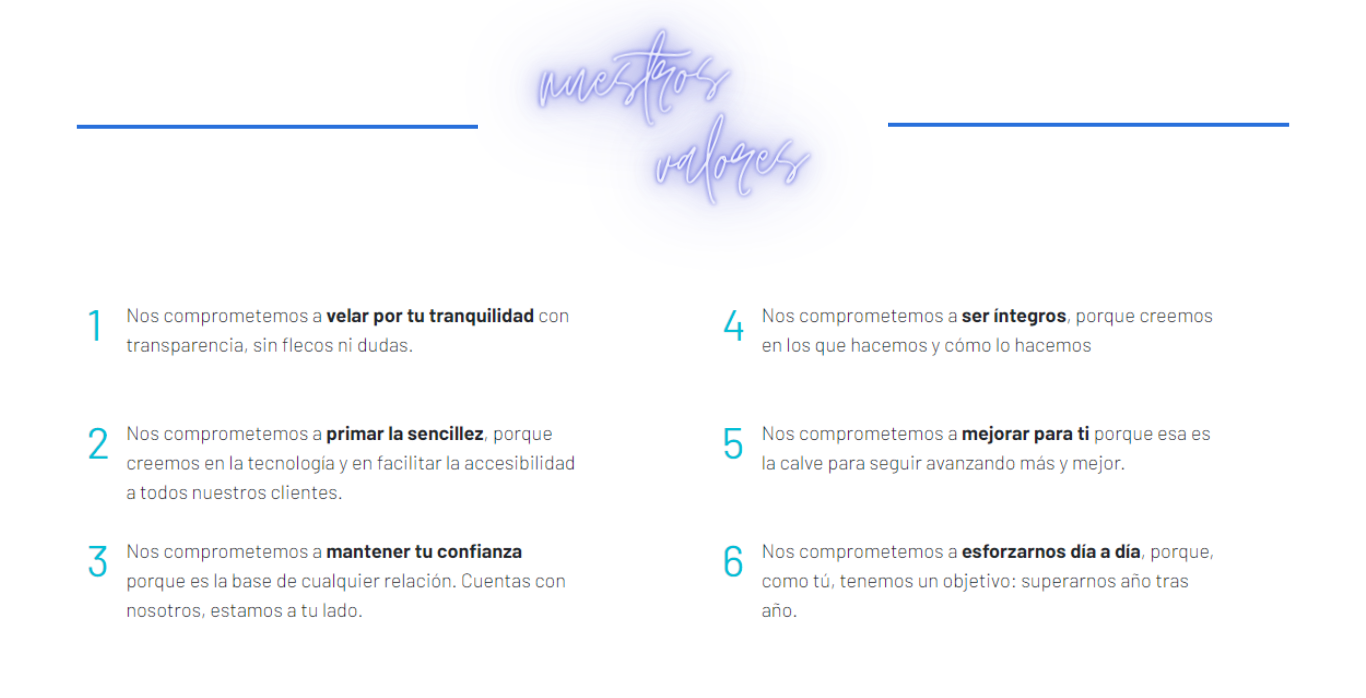 nuestros
valores
1
Nos comprometemos a velar por tu tranquilidad con
transparencia, sin flecos ni dudas.
2
Nos comprometemos a primar la sencillez, porque
creemos en la tecnología y en facilitar la accesibilidad
a todos nuestros clientes.
3
Nos comprometemos a mantener tu confianza
porque es la base de cualquier relación. Cuentas con
nosotros, estamos a tu lado.
4
Nos comprometemos a ser íntegros, porque creemos
en los que hacemos y cómo lo hacemos
5
Nos comprometemos a mejorar para ti porque esa es
la calve para seguir avanzando más y mejor.
6
Nos comprometemos a esforzarnos día a día, porque,
como tú, tenemos un objetivo: superarnos año tras
año.